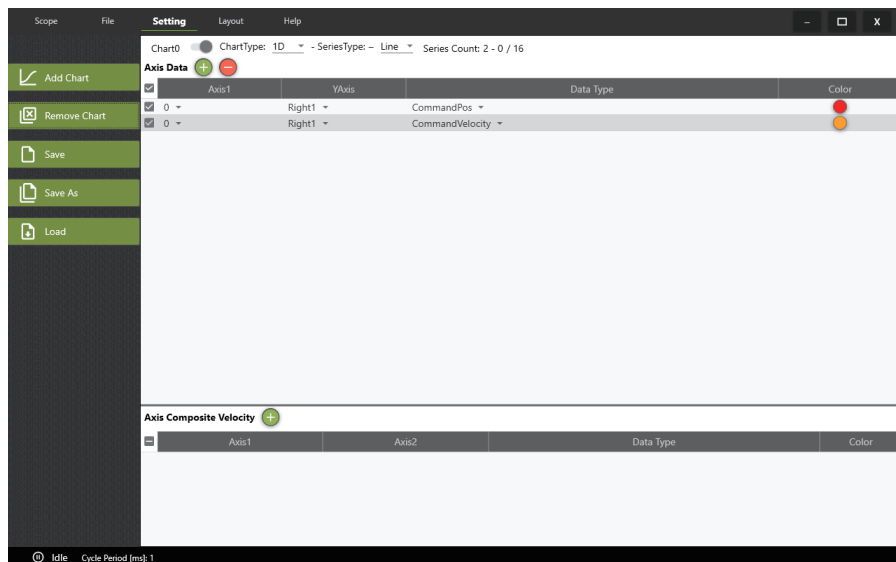 Scope File Setting Layout Help – X
Chart0 ChartType: 1D - SeriesType: – Line Series Count: 2 - 0 / 16
Axis Data
Add Chart
Axis1 YAxis Data Type Color
Remove Chart
0 Right1 CommandPos
0 Right1 CommandVelocity
Save
Save As
Load
Axis Composite Velocity
Axis1 Axis2 Data Type Color
Idle Cycle Period [ms]: 1